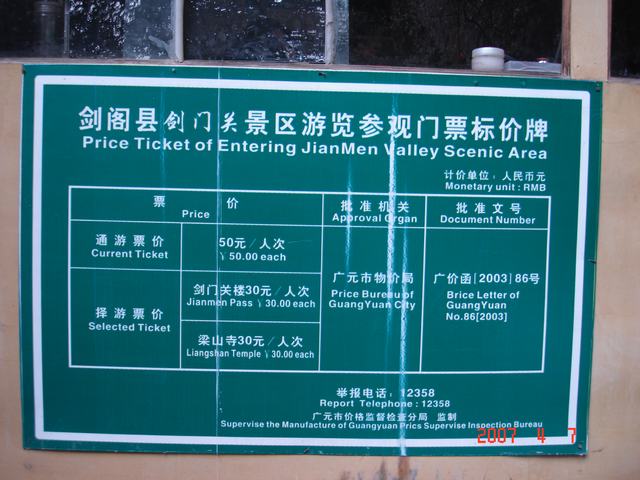 剑阁县剑门关景区游览参观门票标价牌
Price Ticket of Entering JianMen Valley Scenic Area
计价单位：人民币元
Monetary unit : RMB
票 价
Price
批 准 机 关
Approval Organ
批 准 文 号
Document Number
通 游 票 价
Current Ticket
50元／人次
¥ 50.00 each
择 游 票 价
Selected Ticket
剑门关楼30元／人次
Jianmen Pass ¥ 30.00 each
梁山寺30元／人次
Liangshan Temple ¥ 30.00 each
广元市物价局
Price Bureau of
GuangYuan City
广价函[2003]86号
Brice Letter of
GuangYuan
No.86[2003]
举报电话：12358
Report Telephone : 12358
广元市价格监督检查分局 监制
Supervise the Manufacture of Guangyuan Prics Supervise Inspection Bureau
2007 4 7